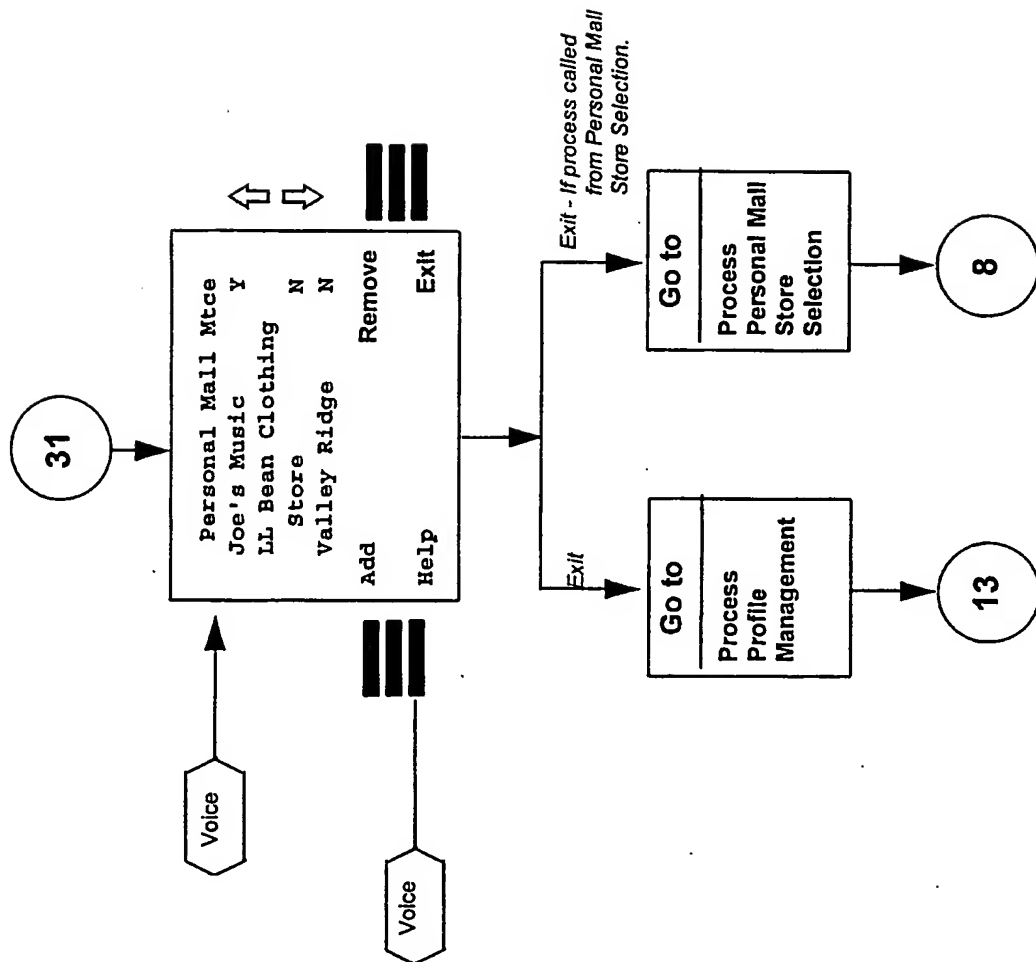 31
Voice
Personal Mall Mtce
Joe's Music Y
LL Bean Clothing
Store N
Valley Ridge N
Add Remove
Help Exit
Voice
Exit
Exit - If process called
from Personal Mall
Store Selection.
Go to
Process
Profile
Management
Go to
Process
Personal Mall
Store
Selection
13
8